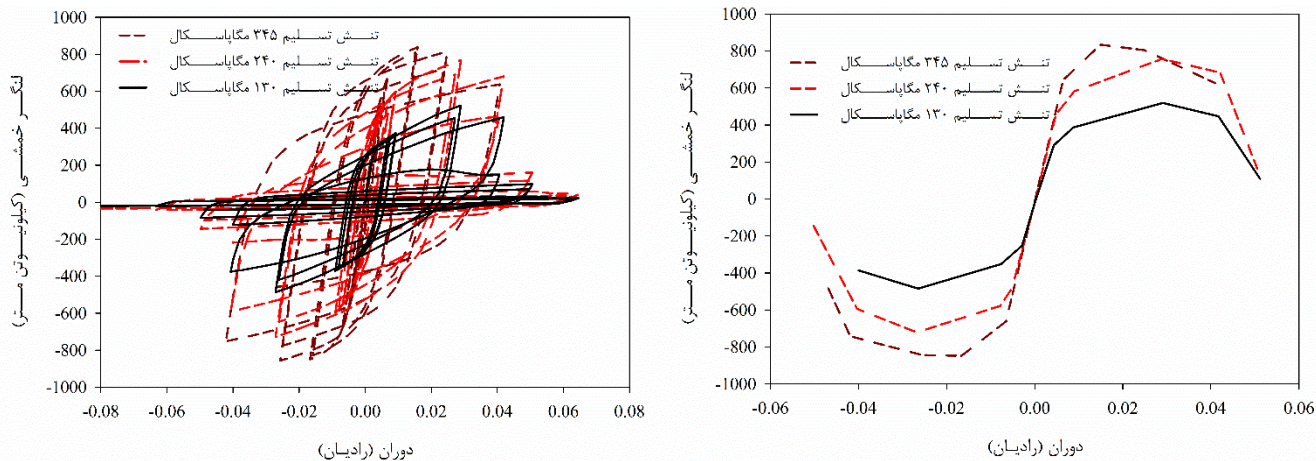 1000
800
600
400
200
0
-200
-400
-600
-800
-1000
لنگر خمشی (کیلونیوتن متر)
تنش تسلیم ۳۴۵ مگاپاسکال
تنش تسلیم ۲۴۰ مگاپاسکال
تنش تسلیم ۱۳۰ مگاپاسکال
-0.08 -0.06 -0.04 -0.02 0.00 0.02 0.04 0.06 0.08
دوران (رادیان)
1000
800
600
400
200
0
-200
-400
-600
-800
-1000
لنگر خمشی (کیلونیوتن متر)
تنش تسلیم ۳۴۵ مگاپاسکال
تنش تسلیم ۲۴۰ مگاپاسکال
تنش تسلیم ۱۳۰ مگاپاسکال
-0.06 -0.04 -0.02 0.00 0.02 0.04 0.06
دوران (رادیان)